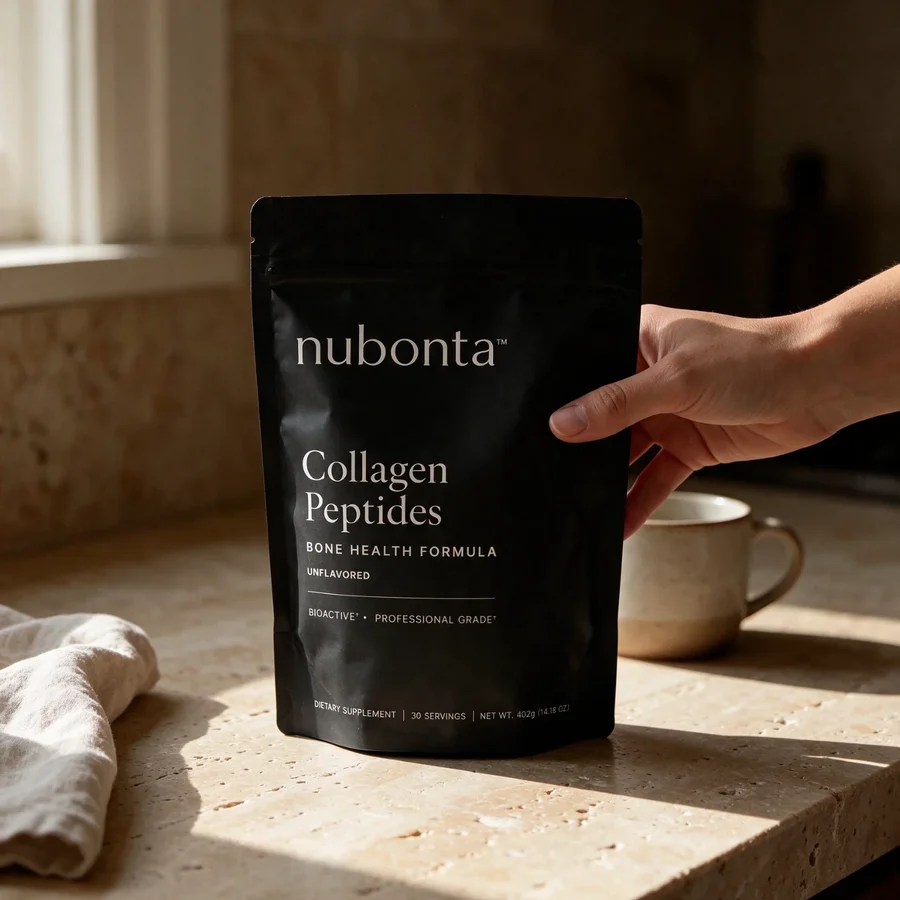 nubonta™
Collagen
Peptides
BONE HEALTH FORMULA
UNFLAVORED
BIOACTIVE† • PROFESSIONAL GRADE†
DIETARY SUPPLEMENT | 30 SERVINGS | NET WT. 402g (14.18 OZ)